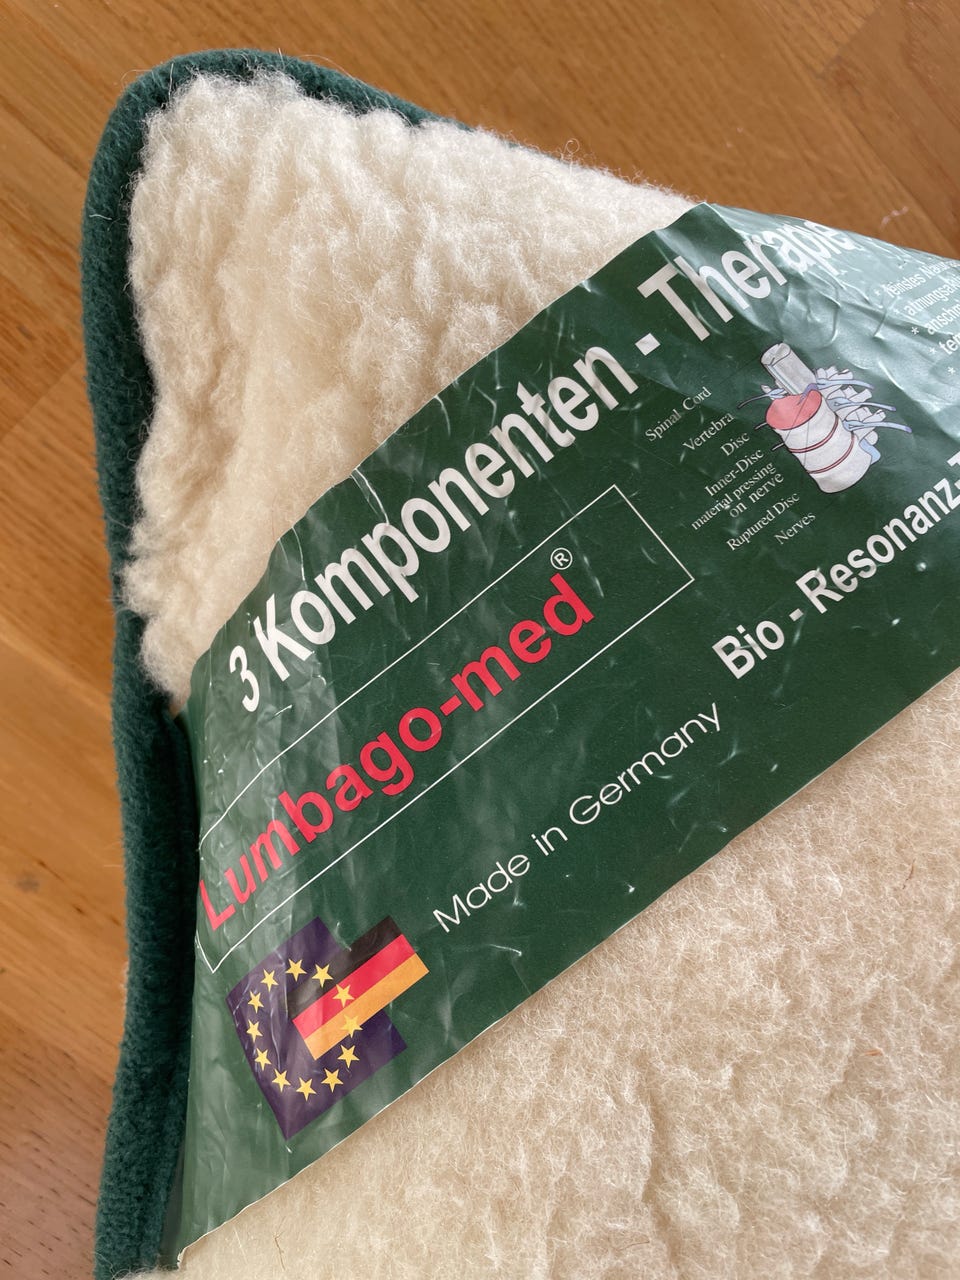 3 Komponenten - Therapie
Lumbago-med®
Made in Germany
Spinal Cord
Vertebra
Disc
Inner-Disc
material pressing
on nerve
Ruptured Disc
Nerves
Bio - Resonanz-
* feinstes
*
*
*
*